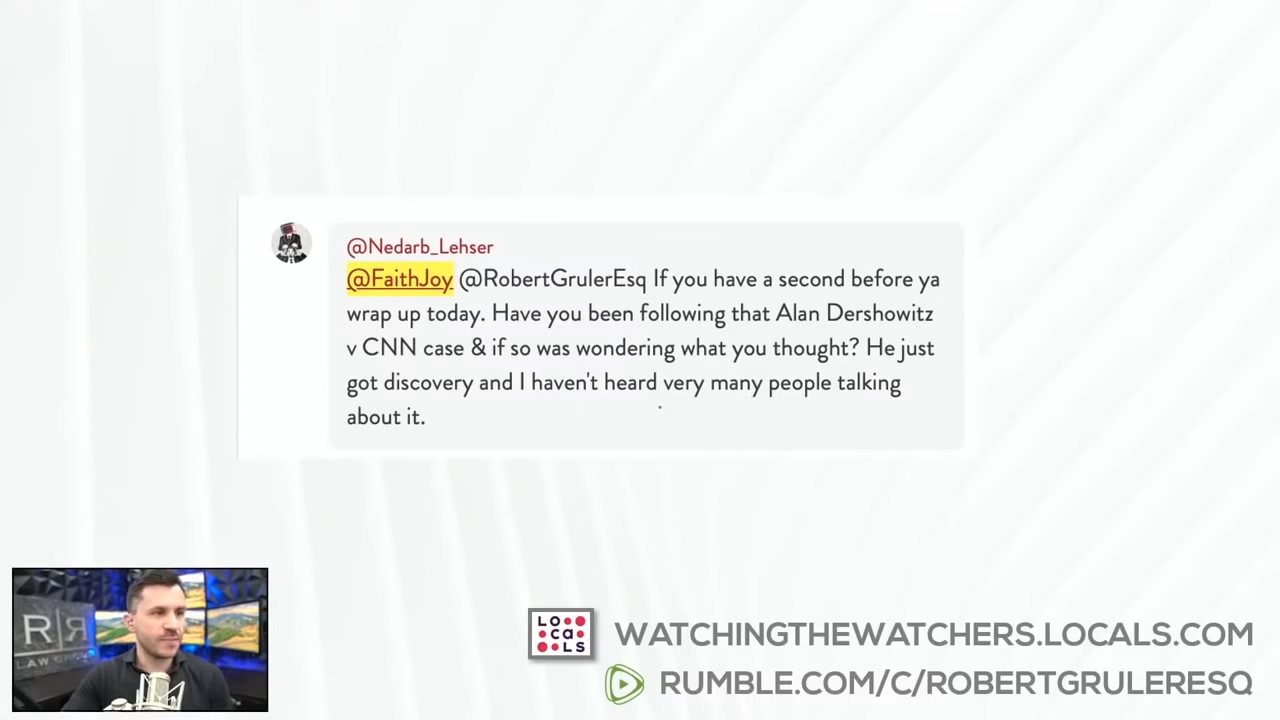 @Nedarb_Lehser
@FaithJoy @RobertGrulerEsq If you have a second before ya
wrap up today. Have you been following that Alan Dershowitz
v CNN case & if so was wondering what you thought? He just
got discovery and I haven't heard very many people talking
about it.
R|R
LAW GROUP
LO
ca
LS
WATCHINGTHEWATCHERS.LOCALS.COM
RUMBLE.COM/C/ROBERTGRULERESQ